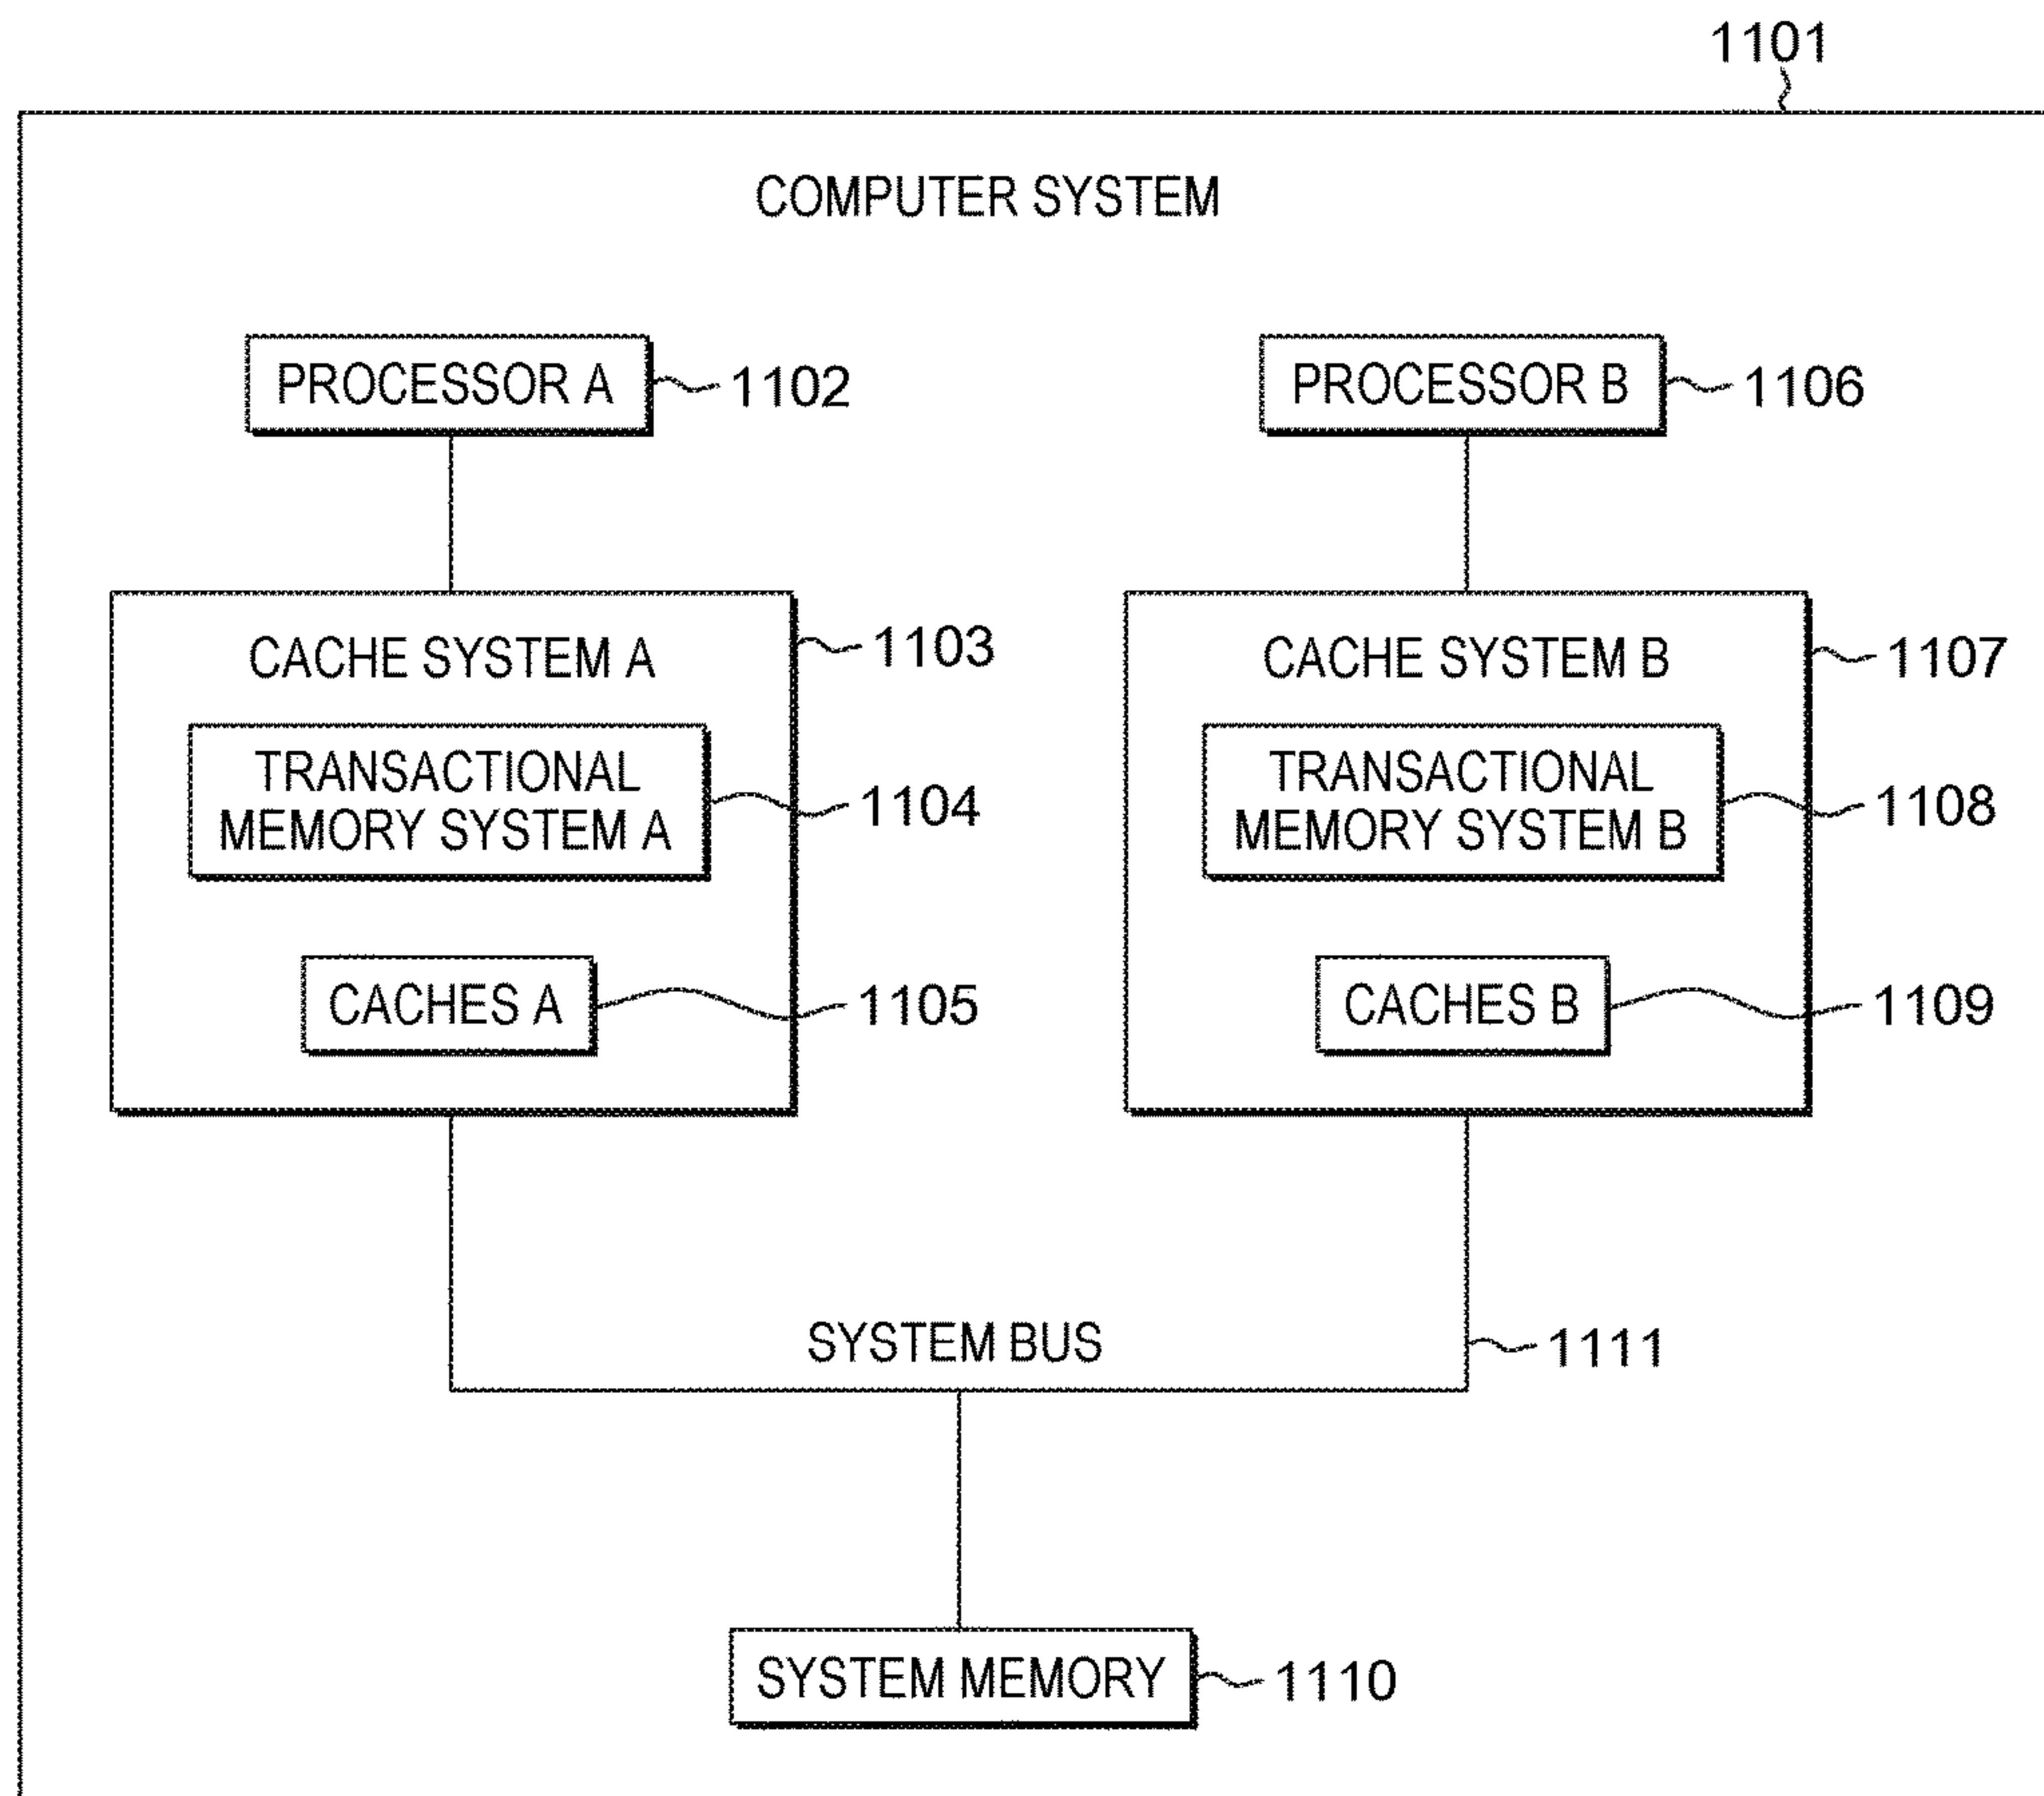 1101
COMPUTER SYSTEM
PROCESSOR A
1102
PROCESSOR B
1106
CACHE SYSTEM A
1103
TRANSACTIONAL
MEMORY SYSTEM A
1104
CACHES A
1105
CACHE SYSTEM B
1107
TRANSACTIONAL
MEMORY SYSTEM B
1108
CACHES B
1109
SYSTEM BUS
1111
SYSTEM MEMORY
1110